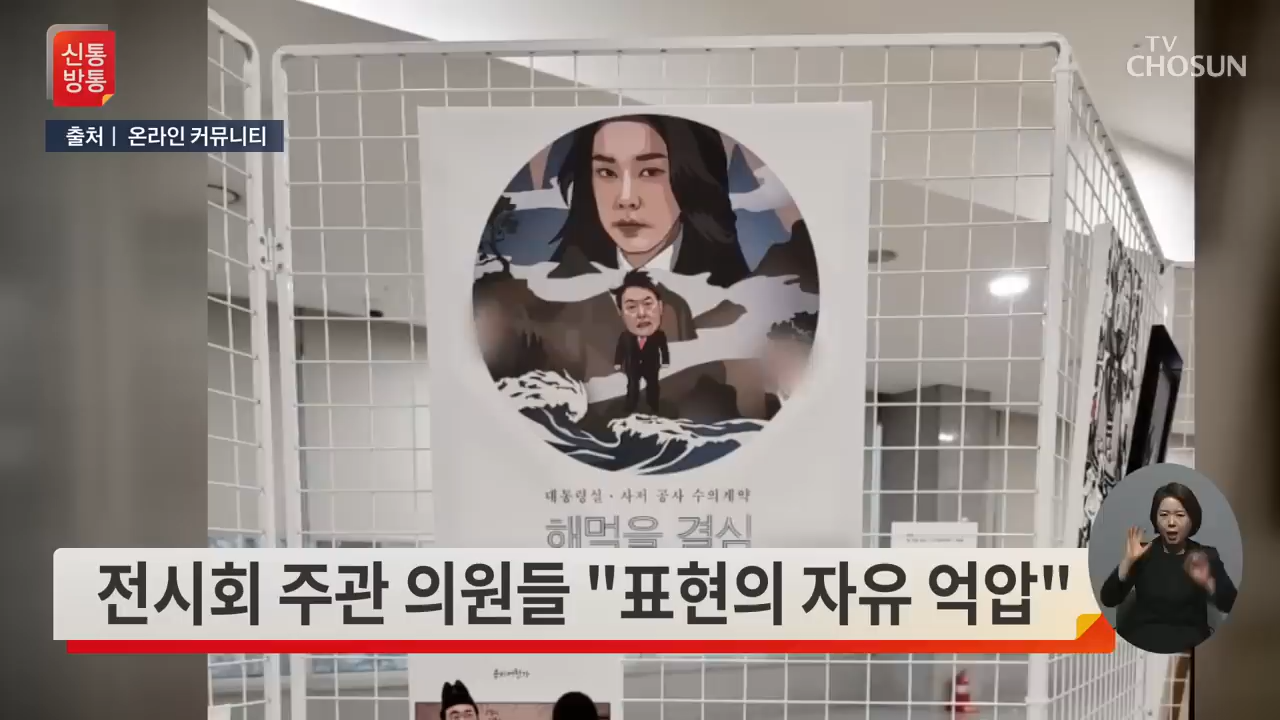 신통
방통
TV
CHOSUN
출처 | 온라인 커뮤니티
대통령실·사저 공사 수의계약
해먹을 결심
전시회 주관 의원들 "표현의 자유 억압"